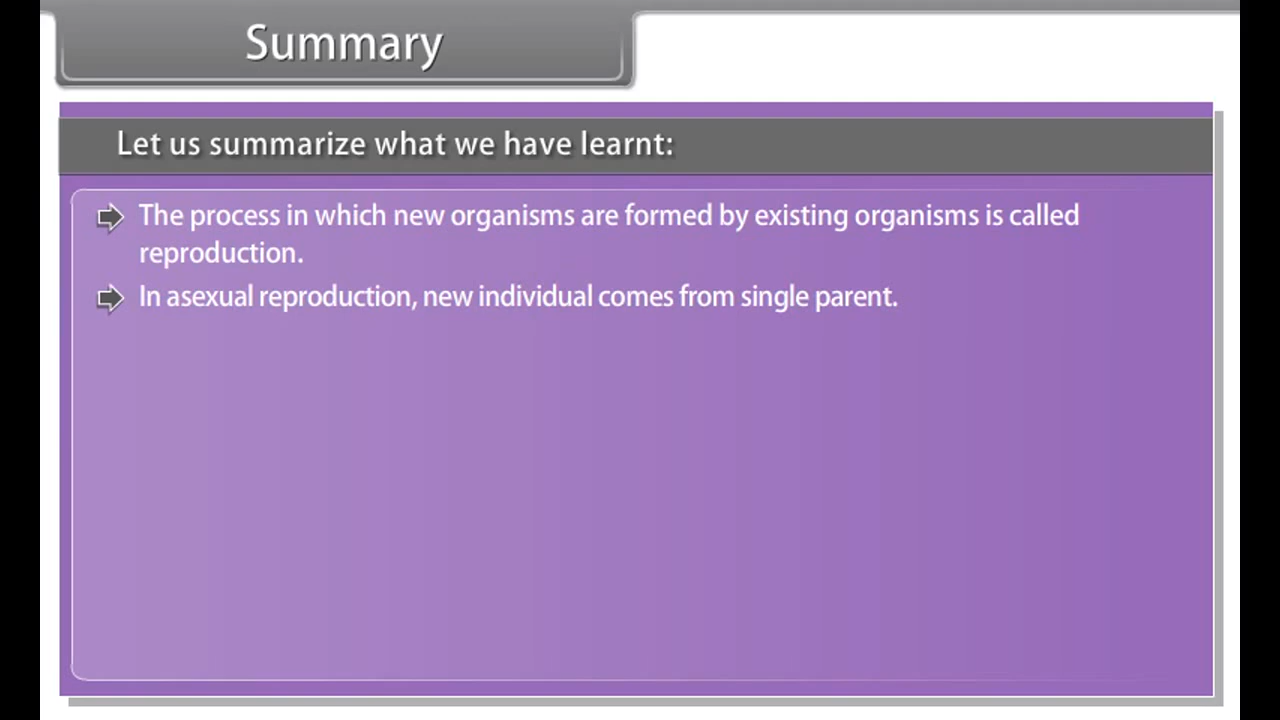 Summary
Let us summarize what we have learnt:
The process in which new organisms are formed by existing organisms is called
reproduction.
In asexual reproduction, new individual comes from single parent.